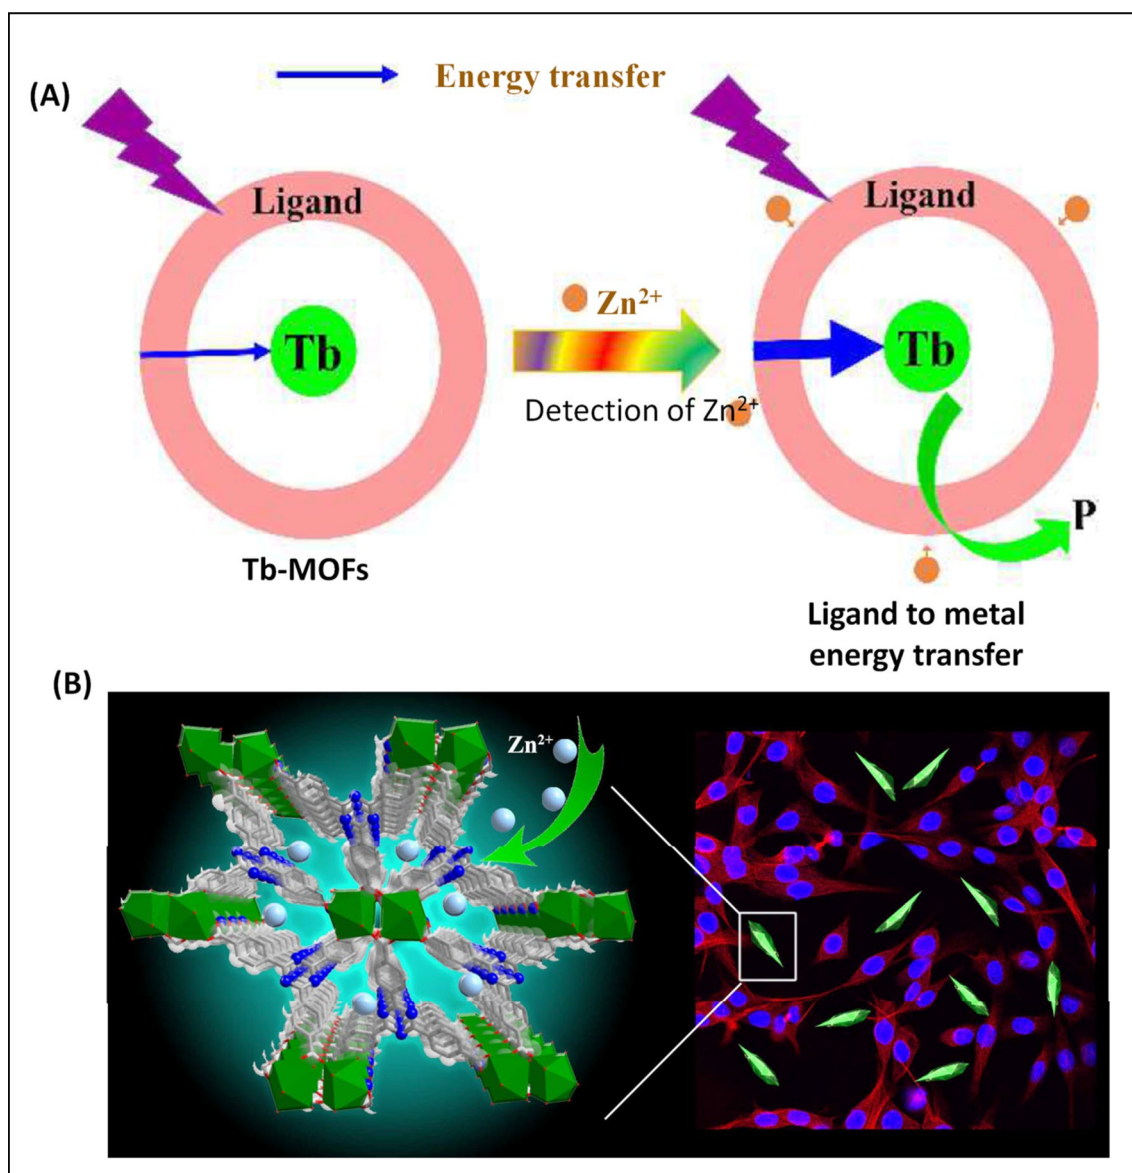 (A)
Energy transfer
Ligand
Tb
Tb-MOFs
Zn²⁺
Detection of Zn²⁺
Ligand
Tb
P
Ligand to metal
energy transfer
(B)
Zn²⁺